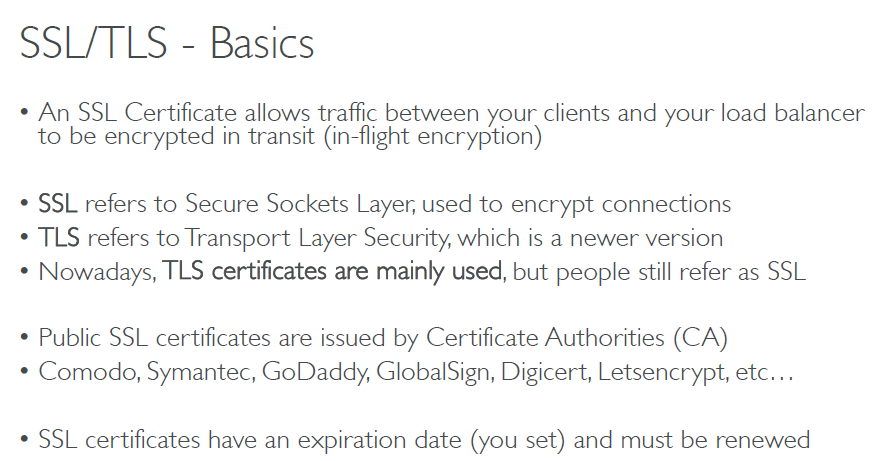 SSL/TLS - Basics
• An SSL Certificate allows traffic between your clients and your load balancer
to be encrypted in transit (in-flight encryption)
• SSL refers to Secure Sockets Layer, used to encrypt connections
• TLS refers to Transport Layer Security, which is a newer version
• Nowadays, TLS certificates are mainly used, but people still refer as SSL
• Public SSL certificates are issued by Certificate Authorities (CA)
• Comodo, Symantec, GoDaddy, GlobalSign, Digicert, Letsencrypt, etc…
• SSL certificates have an expiration date (you set) and must be renewed